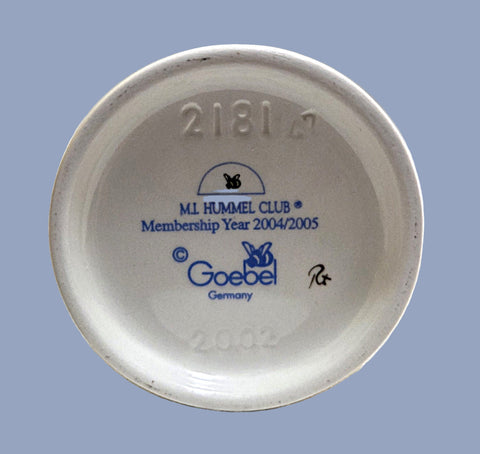 2181
M.I. HUMMEL CLUB ®
Membership Year 2004/2005
© Goebel
Germany
2002